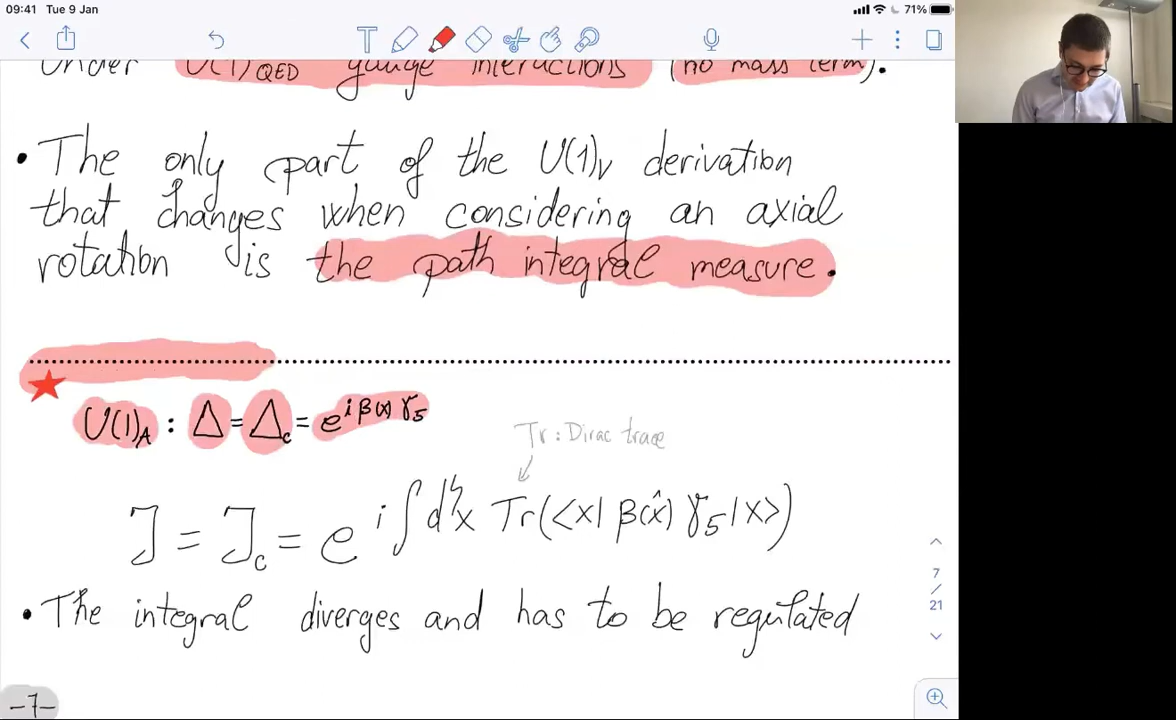 09:41 Tue 9 Jan 71%
Under U(1)QED gauge interactions (no mass term).
• The only part of the U(1)V derivation
that changes when considering an axial
rotation is the path integral measure.
U(1)A : Δ = Δc = e^{iβ(x)γ5}
Tr : Dirac trace
J = Jc = e^{i∫d⁴x Tr(<x| β(x̂) γ5 |x>)}
• The integral diverges and has to be regulated
7
/
21
-7-